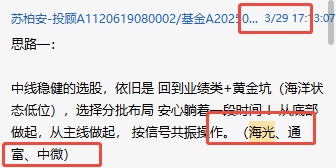 苏柏安-投顾A1120619080002/基金A20250... 3/29 17:13:07
思路一：
中线稳健的选股，依旧是 回到业绩类+黄金坑（海洋状
态低位），选择分批布局 安心躺着一段时间！ 从底部
做起，从主线做起， 按信号共振操作。（海光、通
富、中微）